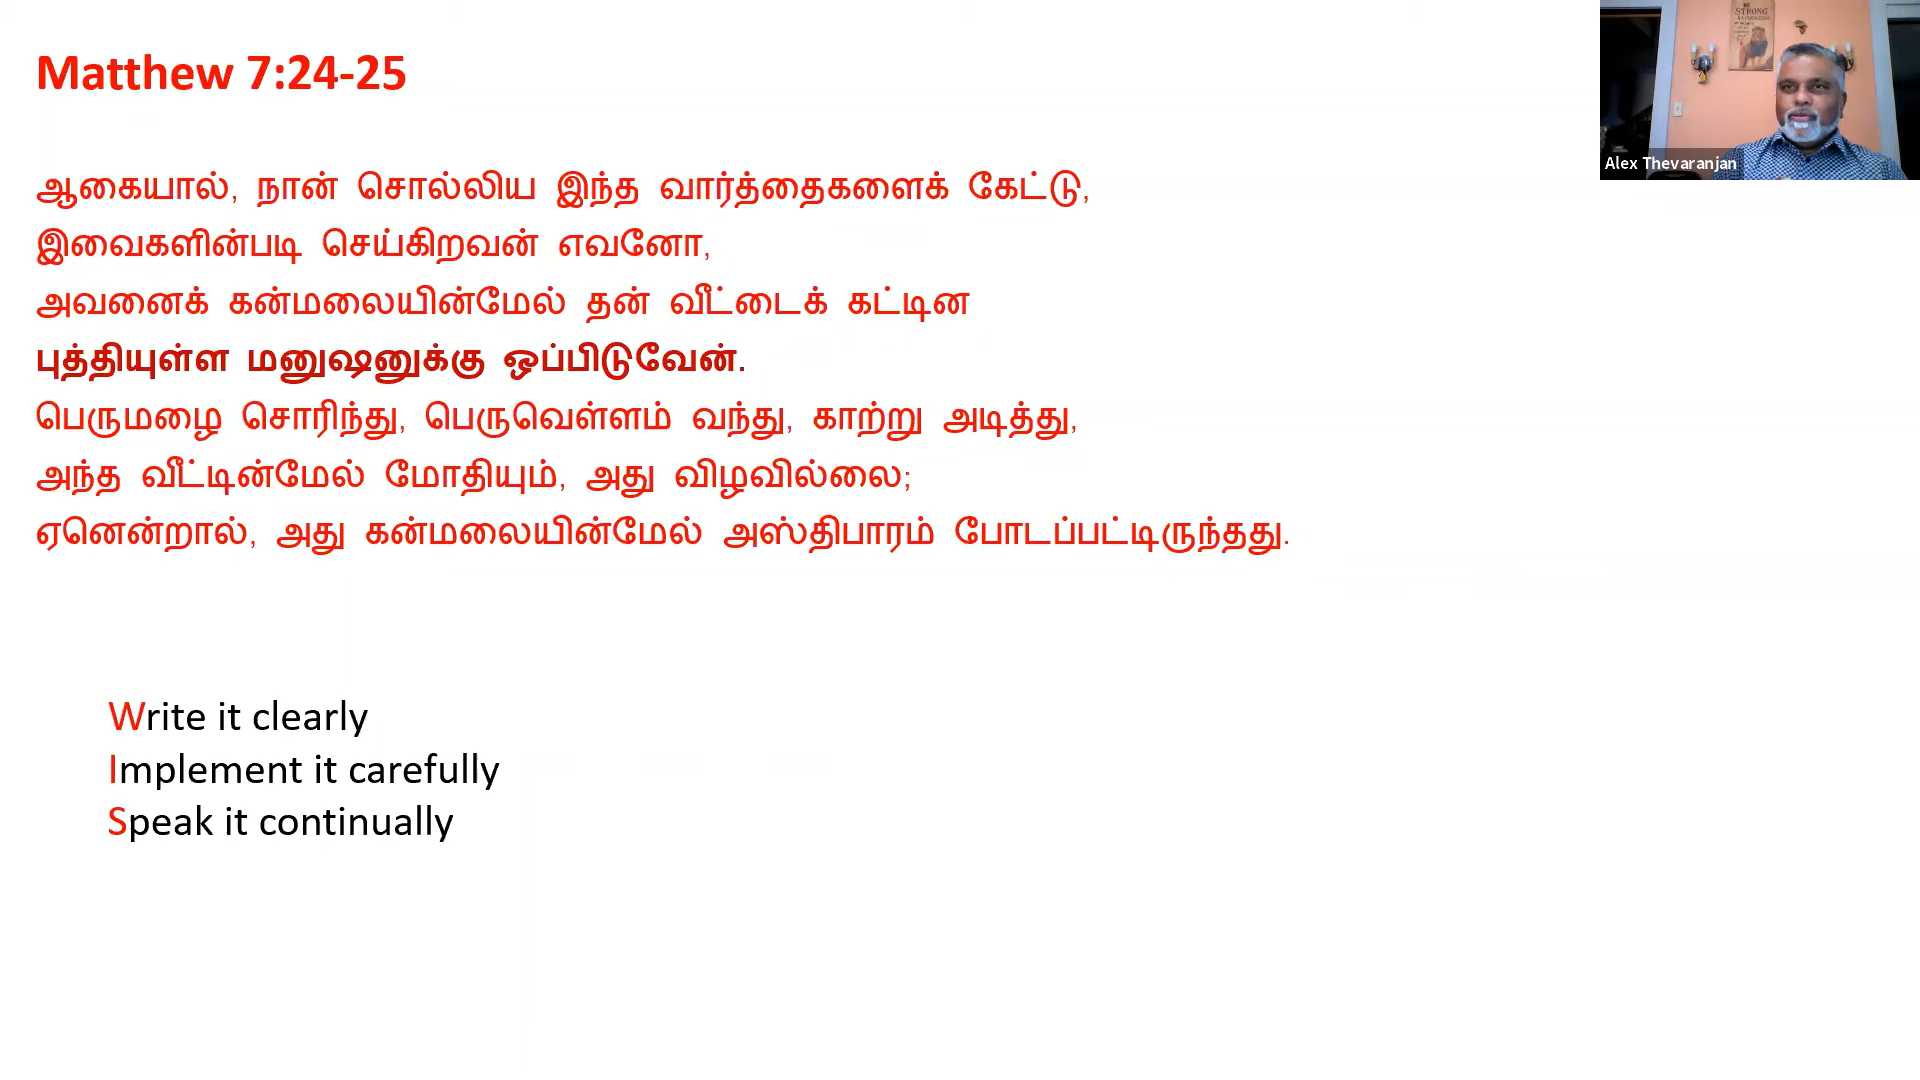 Matthew 7:24-25
ஆகையால், நான் சொல்லிய இந்த வார்த்தைகளைக் கேட்டு,
இவைகளின்படி செய்கிறவன் எவனோ,
அவனைக் கன்மலையின்மேல் தன் வீட்டைக் கட்டின
புத்தியுள்ள மனுஷனுக்கு ஒப்பிடுவேன்.
பெருமழை சொரிந்து, பெருவெள்ளம் வந்து, காற்று அடித்து,
அந்த வீட்டின்மேல் மோதியும், அது விழவில்லை;
ஏனென்றால், அது கன்மலையின்மேல் அஸ்திபாரம் போடப்பட்டிருந்தது.
Write it clearly
Implement it carefully
Speak it continually
STRONG
Alex Thevaranjan